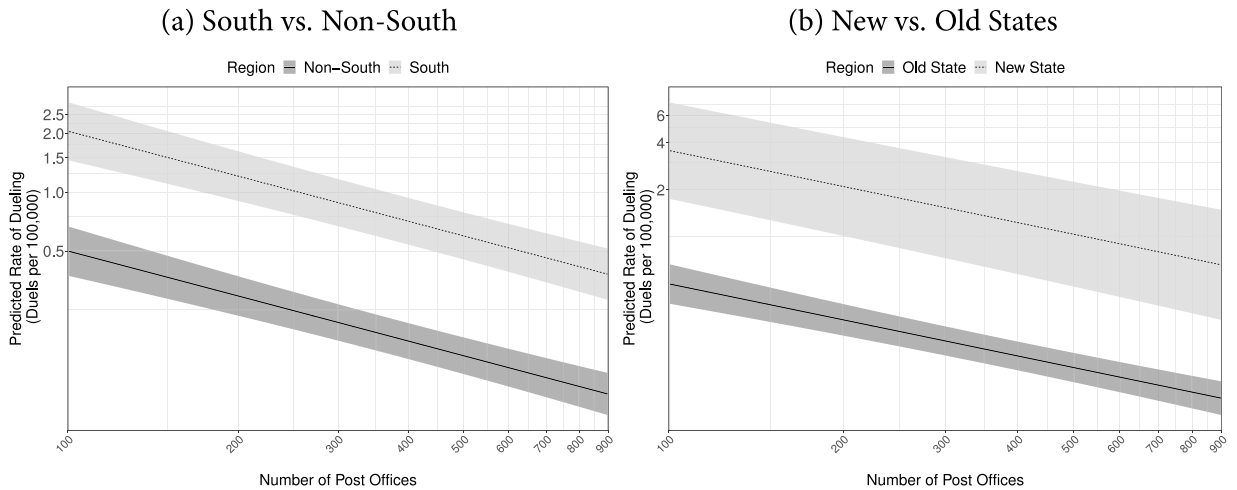 (a) South vs. Non-South
Region Non−South South
Predicted Rate of Dueling
(Duels per 100,000)
2.5
2.0
1.5
1.0
0.5
100 200 300 400 500 600 700 800 900
Number of Post Offices
(b) New vs. Old States
Region Old State New State
Predicted Rate of Dueling
(Duels per 100,000)
6
4
2
100 200 300 400 500 600 700 800 900
Number of Post Offices